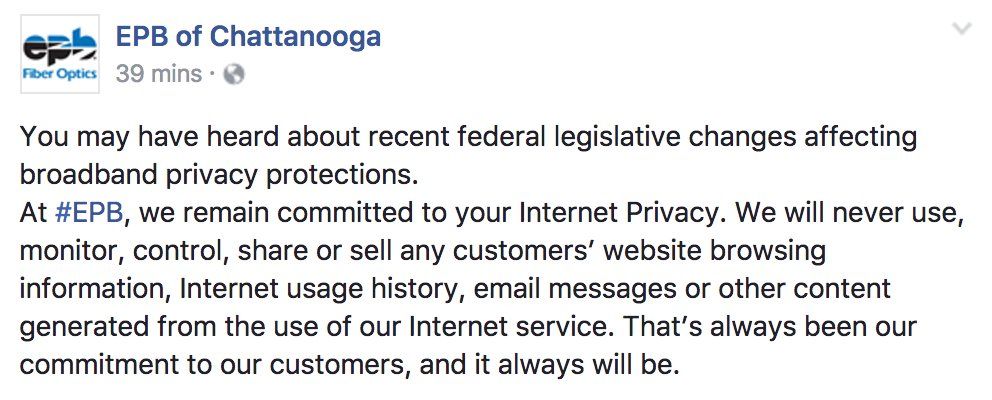 epb
Fiber Optics
EPB of Chattanooga
39 mins ·
You may have heard about recent federal legislative changes affecting
broadband privacy protections.
At #EPB, we remain committed to your Internet Privacy. We will never use,
monitor, control, share or sell any customers’ website browsing
information, Internet usage history, email messages or other content
generated from the use of our Internet service. That’s always been our
commitment to our customers, and it always will be.